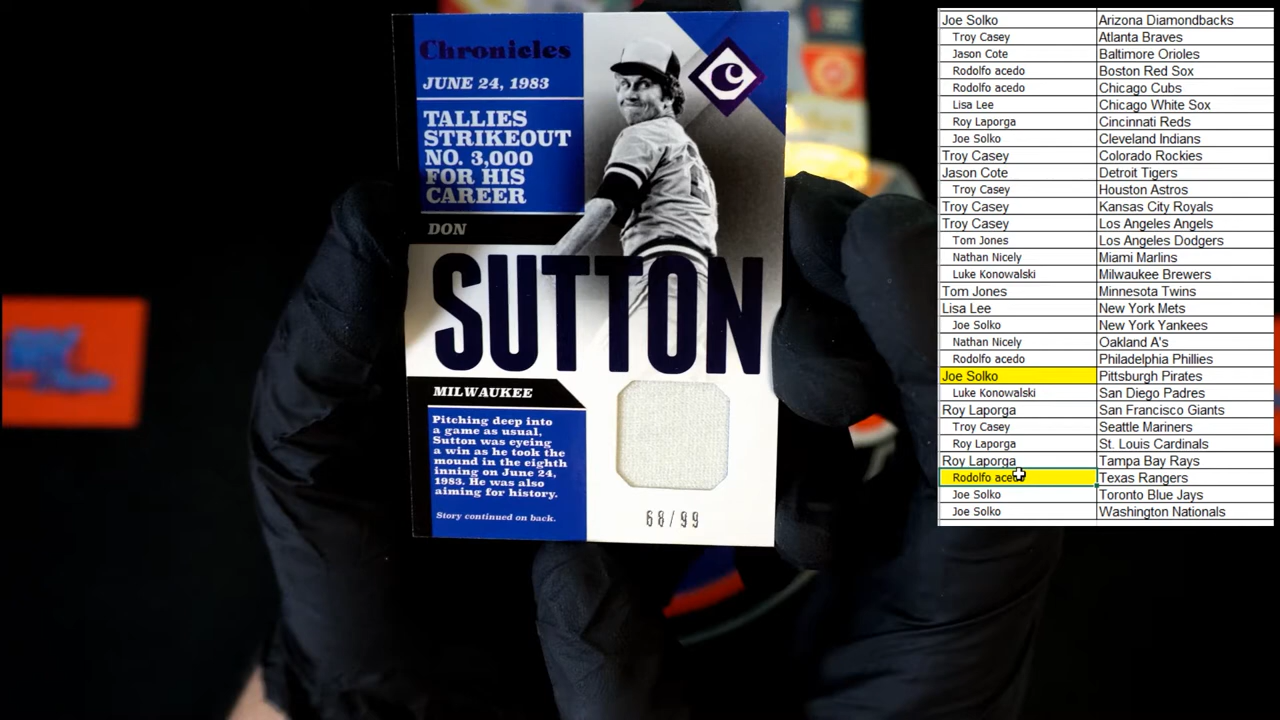 Chronicles
JUNE 24, 1983
TALLIES
STRIKEOUT
NO. 3,000
FOR HIS
CAREER
DON
SUTTON
MILWAUKEE
Pitching deep into
a game as usual,
Sutton was eyeing
a win as he took the
mound in the eighth
inning on June 24,
1983. He was also
aiming for history.
Story continued on back.
68/99
C
Joe Solko Arizona Diamondbacks
Troy Casey Atlanta Braves
Jason Cote Baltimore Orioles
Rodolfo acedo Boston Red Sox
Rodolfo acedo Chicago Cubs
Lisa Lee Chicago White Sox
Roy Laporga Cincinnati Reds
Joe Solko Cleveland Indians
Troy Casey Colorado Rockies
Jason Cote Detroit Tigers
Troy Casey Houston Astros
Troy Casey Kansas City Royals
Troy Casey Los Angeles Angels
Tom Jones Los Angeles Dodgers
Nathan Nicely Miami Marlins
Luke Konowalski Milwaukee Brewers
Tom Jones Minnesota Twins
Lisa Lee New York Mets
Joe Solko New York Yankees
Nathan Nicely Oakland A's
Rodolfo acedo Philadelphia Phillies
Joe Solko Pittsburgh Pirates
Luke Konowalski San Diego Padres
Roy Laporga San Francisco Giants
Troy Casey Seattle Mariners
Roy Laporga St. Louis Cardinals
Roy Laporga Tampa Bay Rays
Rodolfo acedo Texas Rangers
Joe Solko Toronto Blue Jays
Joe Solko Washington Nationals